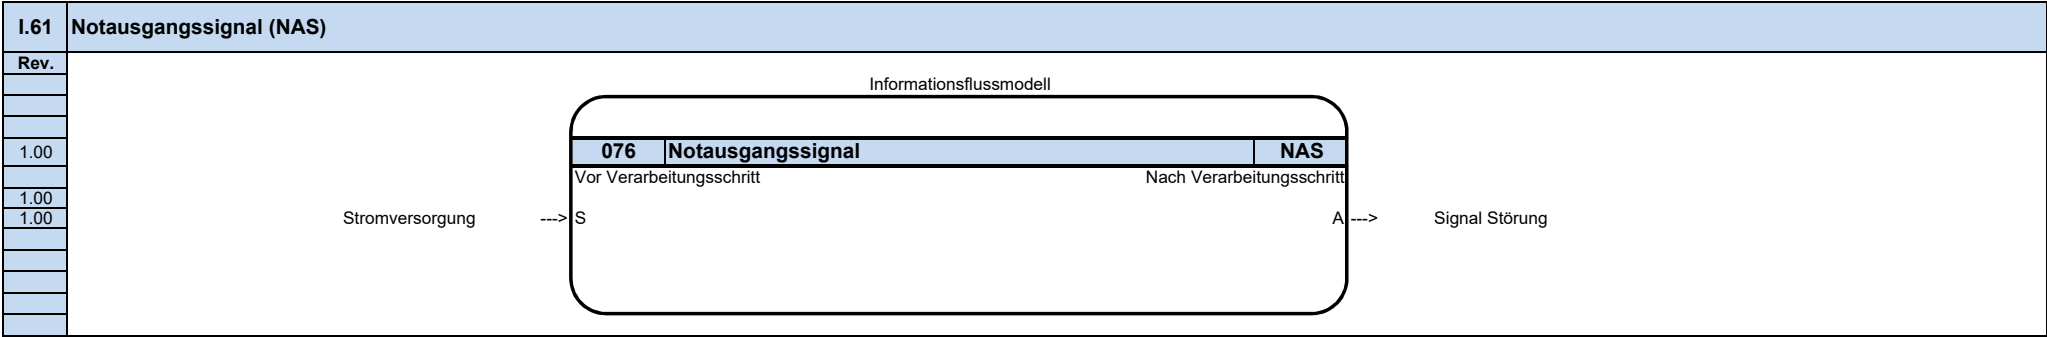 I.61 Notausgangssignal (NAS)
Rev.
Informationsflussmodell
1.00 076 Notausgangssignal NAS
Vor Verarbeitungsschritt Nach Verarbeitungsschritt
1.00
1.00 Stromversorgung ---> S A ---> Signal Störung